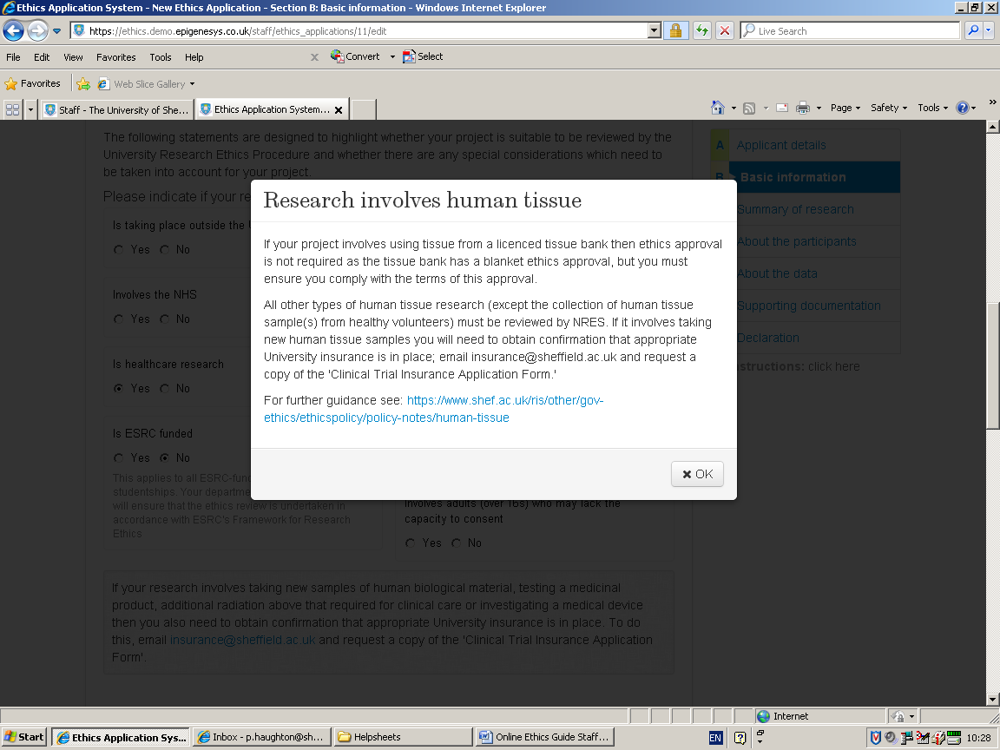 Ethics Application System - New Ethics Application - Section B: Basic information - Windows Internet Explorer
https://ethics.demo.epigenesys.co.uk/staff/ethics_applications/11/edit
Live Search
File Edit View Favorites Tools Help
x Convert Select
Favorites Web Slice Gallery
Staff - The University of She...
Ethics Application System...
Page Safety Tools »
The following statements are designed to highlight whether your project is suitable to be reviewed by the
University Research Ethics Procedure and whether there are any special considerations which need to
be taken into account for your project.
Please indicate if your re
Is taking place outside the U
Yes No
Involves the NHS
Yes No
Is healthcare research
Yes No
Is ESRC funded
Yes No
This applies to all ESRC-fund
studentships. Your departme
will ensure that the ethics review is undertaken in
accordance with ESRC's Framework for Research
Ethics
Research involves human tissue
If your project involves using tissue from a licenced tissue bank then ethics approval
is not required as the tissue bank has a blanket ethics approval, but you must
ensure you comply with the terms of this approval.
All other types of human tissue research (except the collection of human tissue
sample(s) from healthy volunteers) must be reviewed by NRES. If it involves taking
new human tissue samples you will need to obtain confirmation that appropriate
University insurance is in place; email insurance@sheffield.ac.uk and request a
copy of the 'Clinical Trial Insurance Application Form.'
For further guidance see: https://www.shef.ac.uk/ris/other/gov-
ethics/ethicspolicy/policy-notes/human-tissue
✖ OK
Involves adults (over 16s) who may lack the
capacity to consent
Yes No
If your research involves taking new samples of human biological material, testing a medicinal
product, additional radiation above that required for clinical care or investigating a medical device
then you also need to obtain confirmation that appropriate University insurance is in place. To do
this, email insurance@sheffield.ac.uk and request a copy of the 'Clinical Trial Insurance Application
Form'.
A Applicant details
B Basic information
Summary of research
About the participants
About the data
Supporting documentation
Declaration
structions: click here
Internet
Start
Ethics Application Sys...
Inbox - p.haughton@sh...
Helpsheets
Online Ethics Guide Staff...
EN
10:28